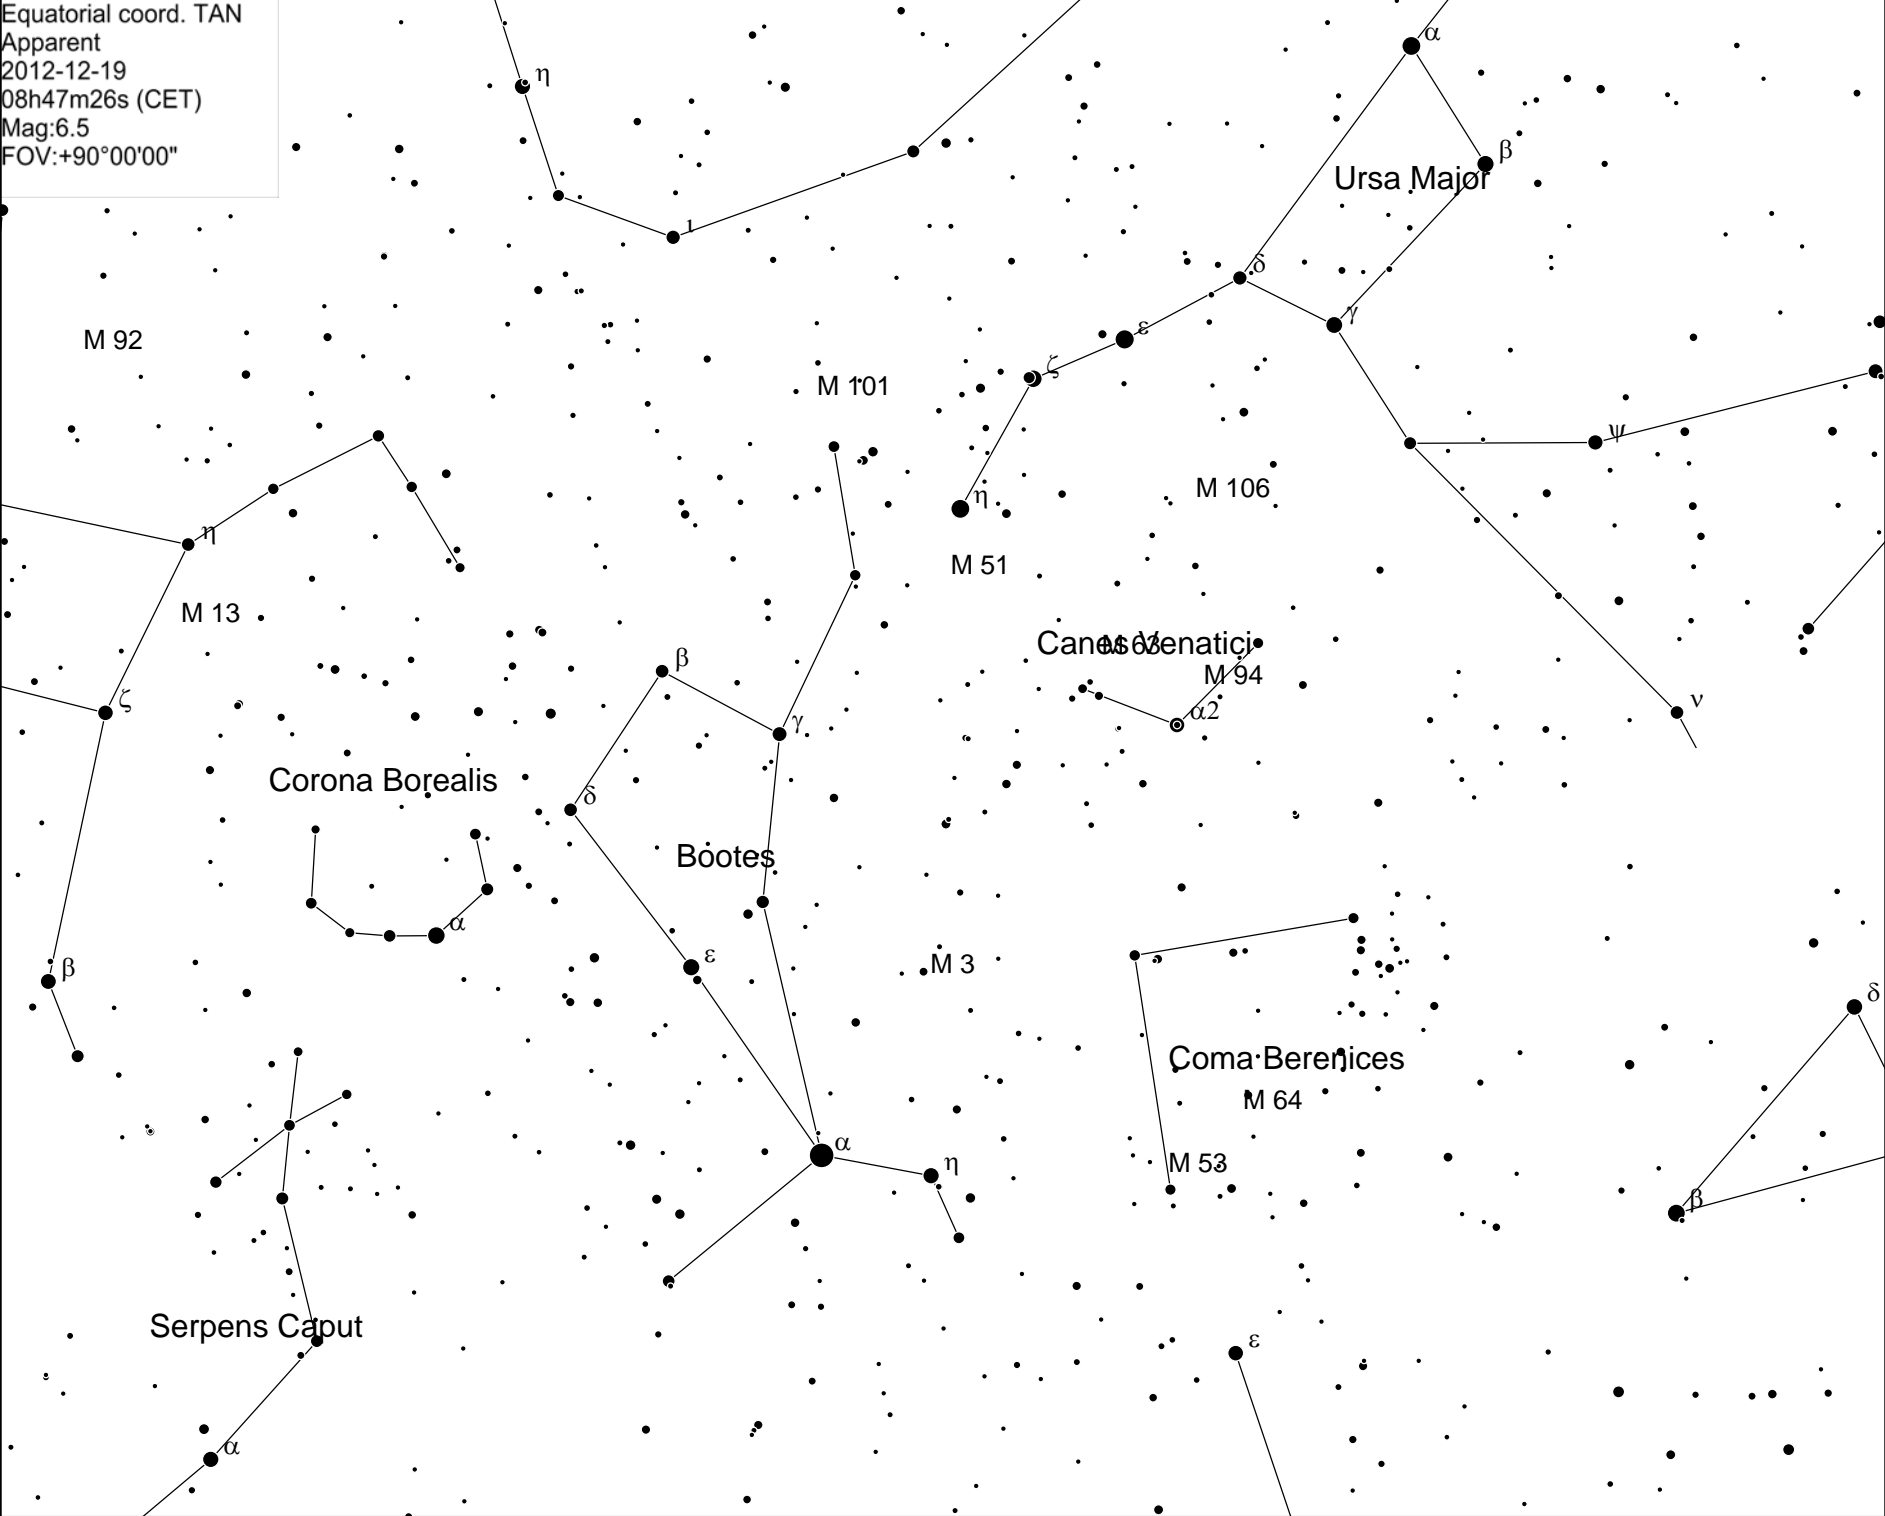 Equatorial coord. TAN
Apparent
2012-12-19
08h47m26s (CET)
Mag:6.5
FOV:+90°00'00"
α
η
β
Ursa Major
ι
δ
γ
ε
M 92
ζ
M 101
ψ
η
M 106
η
M 51
M 13
Canes Venatici
M 63
β
M 94
ζ
α2
ν
γ
Corona Borealis
δ
Bootes
α
ε
M 3
β
δ
Coma Berenices
M 64
α
η
M 53
β
Serpens Caput
ε
α